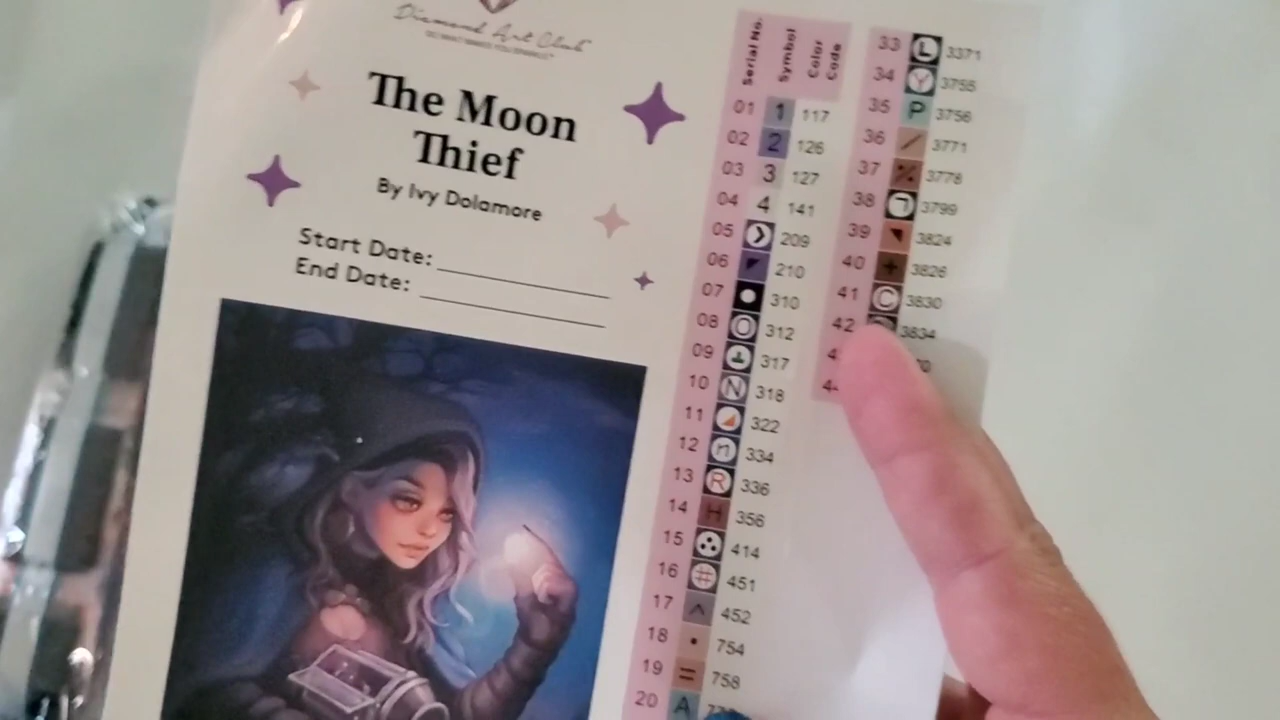 Diamond Art Club
The Moon
Thief
By Ivy Dolamore
Start Date:
End Date:
Serial No. Symbol Color Code
01 1 117
02 2 126
03 3 127
04 4 141
05 ❯ 209
06 ◤ 210
07 ● 310
08 O 312
09 317
10 N 318
11 ◢ 322
12 n 334
13 R 336
14 H 356
15 414
16 # 451
17 ^ 452
18 • 754
19 = 758
20 A
33 L 3371
34 Y 3755
35 P 3756
36 / 3771
37 % 3778
38 3799
39 ◥ 3824
40 + 3826
41 C 3830
42 3834